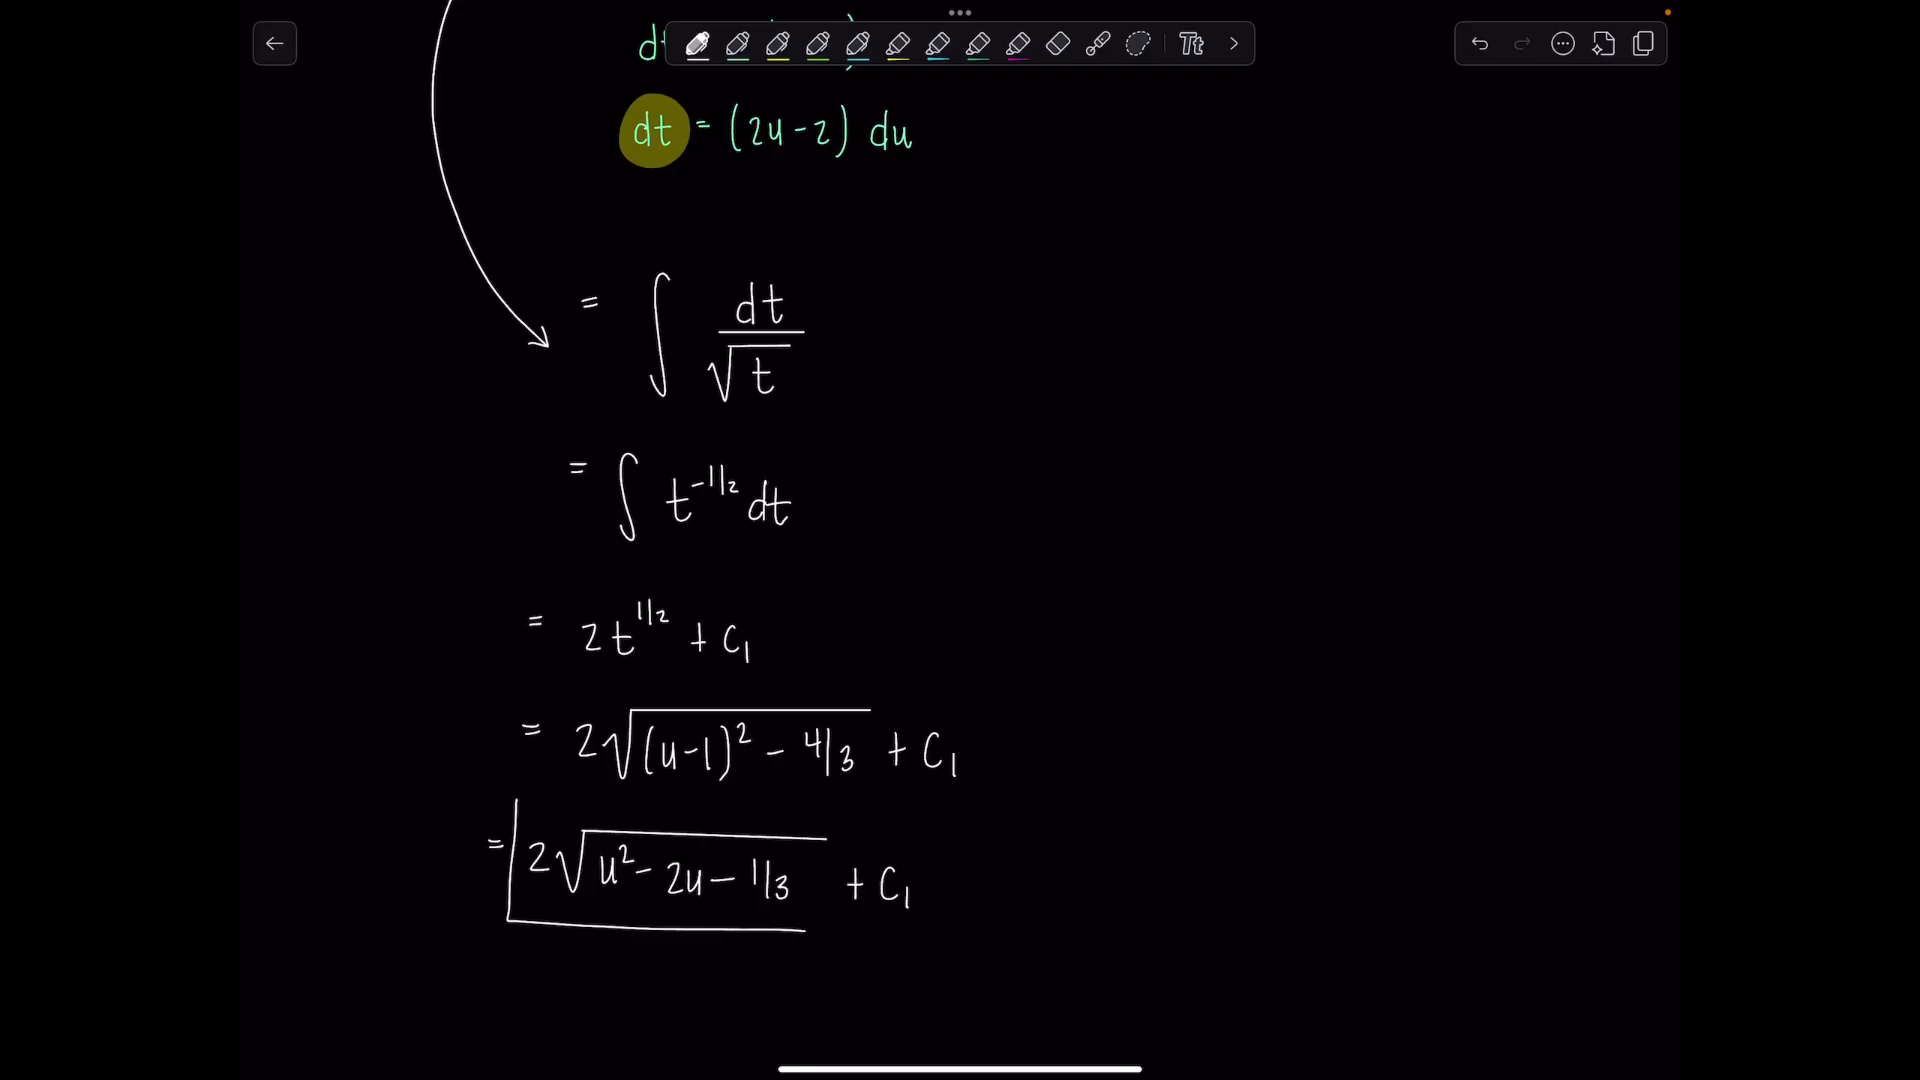 d
Tt
dt = (2u-2) du
= ∫ dt/√t
= ∫ t^(-1/2) dt
= 2t^(1/2) + C₁
= 2√((u-1)² - 4/3) + C₁
= 2√(u² - 2u - 1/3) + C₁